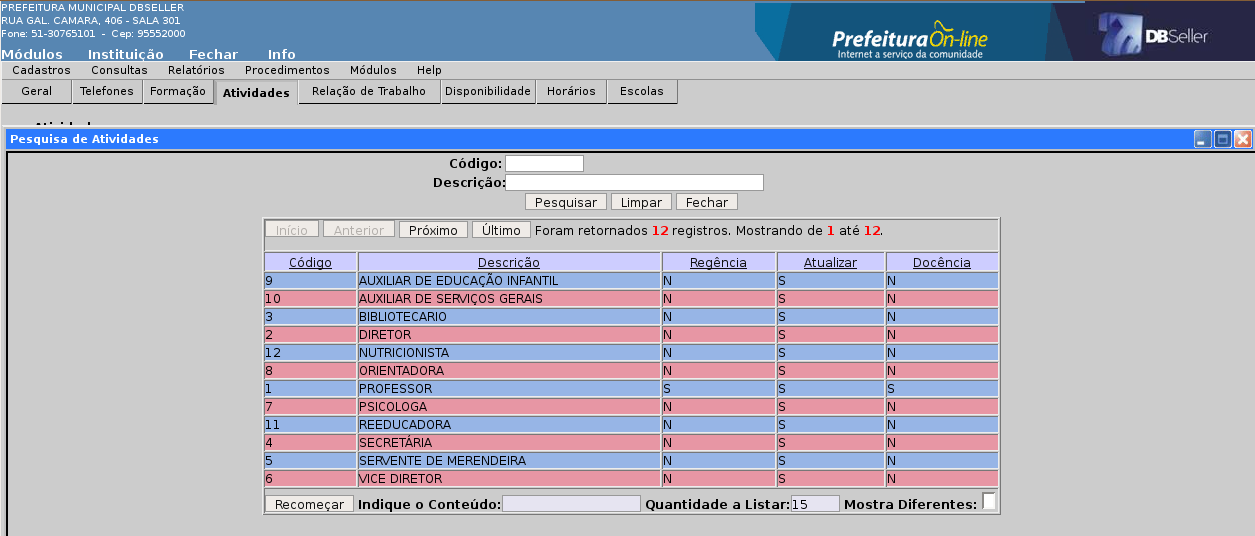 PREFEITURA MUNICIPAL DBSELLER
RUA GAL. CAMARA, 406 - SALA 301
Fone: 51-30765101 - Cep: 95552000
PrefeituraOn-line
Internet a serviço da comunidade
DBSeller
Módulos Instituição Fechar Info
Cadastros Consultas Relatórios Procedimentos Módulos Help
Geral Telefones Formação Atividades Relação de Trabalho Disponibilidade Horários Escolas
Pesquisa de Atividades
Código:
Descrição:
Pesquisar Limpar Fechar
Início Anterior Próximo Último Foram retornados 12 registros. Mostrando de 1 até 12.
Código Descrição Regência Atualizar Docência
9 AUXILIAR DE EDUCAÇÃO INFANTIL N S N
10 AUXILIAR DE SERVIÇOS GERAIS N S N
3 BIBLIOTECARIO N S N
2 DIRETOR N S N
12 NUTRICIONISTA N S N
8 ORIENTADORA N S N
1 PROFESSOR S S S
7 PSICOLOGA N S N
11 REEDUCADORA N S N
4 SECRETÁRIA N S N
5 SERVENTE DE MERENDEIRA N S N
6 VICE DIRETOR N S N
Recomeçar Indique o Conteúdo: Quantidade a Listar: 15 Mostra Diferentes: